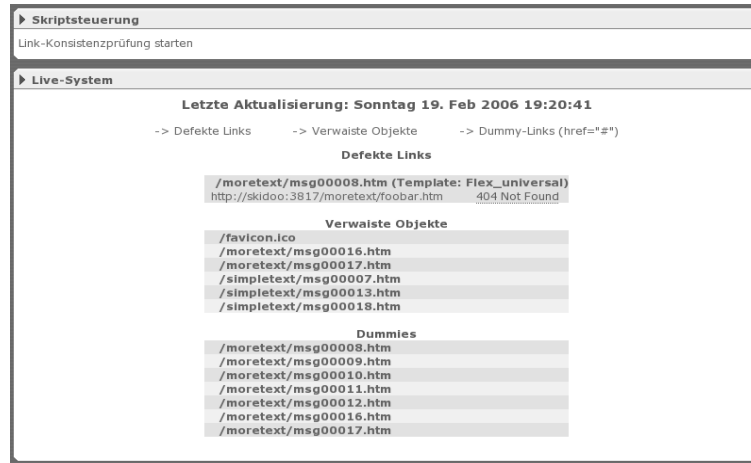 Skriptsteuerung
Link-Konsistenzprüfung starten
Live-System
Letzte Aktualisierung: Sonntag 19. Feb 2006 19:20:41
-> Defekte Links -> Verwaiste Objekte -> Dummy-Links (href="#")
Defekte Links
/moretext/msg00008.htm (Template: Flex_universal)
http://skidoo:3817/moretext/foobar.htm 404 Not Found
Verwaiste Objekte
/favicon.ico
/moretext/msg00016.htm
/moretext/msg00017.htm
/simpletext/msg00007.htm
/simpletext/msg00013.htm
/simpletext/msg00018.htm
Dummies
/moretext/msg00008.htm
/moretext/msg00009.htm
/moretext/msg00010.htm
/moretext/msg00011.htm
/moretext/msg00012.htm
/moretext/msg00016.htm
/moretext/msg00017.htm